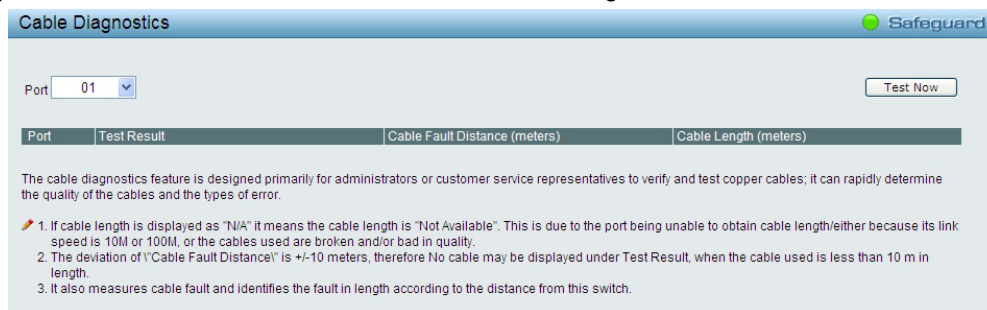 Cable Diagnostics
Safeguard
Port 01
Test Now
Port Test Result Cable Fault Distance (meters) Cable Length (meters)
The cable diagnostics feature is designed primarily for administrators or customer service representatives to verify and test copper cables; it can rapidly determine
the quality of the cables and the types of error.
1. If cable length is displayed as "N/A" it means the cable length is "Not Available". This is due to the port being unable to obtain cable length/either because its link
speed is 10M or 100M, or the cables used are broken and/or bad in quality.
2. The deviation of \"Cable Fault Distance\" is +/-10 meters, therefore No cable may be displayed under Test Result, when the cable used is less than 10 m in
length.
3. It also measures cable fault and identifies the fault in length according to the distance from this switch.